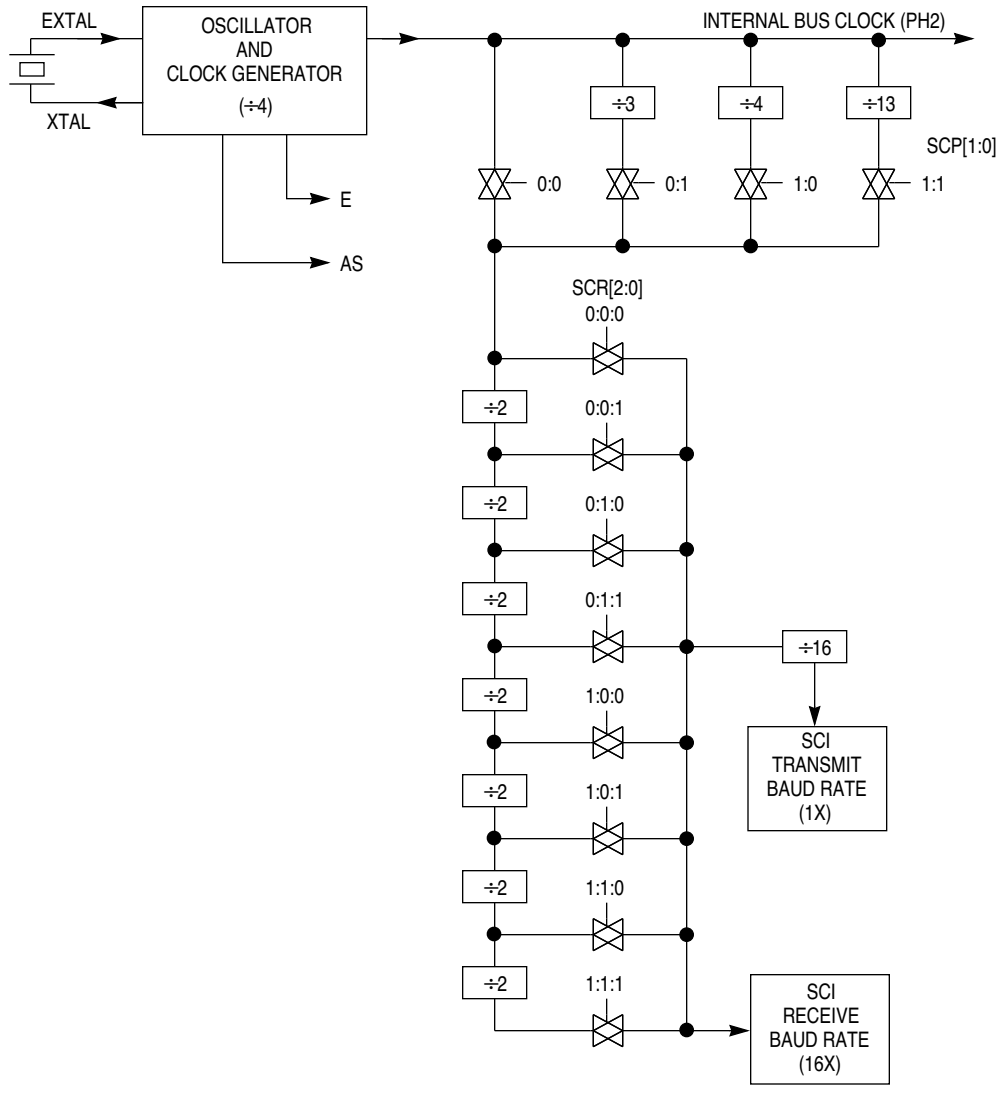 EXTAL
XTAL
OSCILLATOR
AND
CLOCK GENERATOR
(÷4)
E
AS
INTERNAL BUS CLOCK (PH2)
÷3
÷4
÷13
SCP[1:0]
0:0
0:1
1:0
1:1
SCR[2:0]
0:0:0
÷2
0:0:1
÷2
0:1:0
÷2
0:1:1
÷16
÷2
1:0:0
SCI
TRANSMIT
BAUD RATE
(1X)
÷2
1:0:1
÷2
1:1:0
÷2
1:1:1
SCI
RECEIVE
BAUD RATE
(16X)